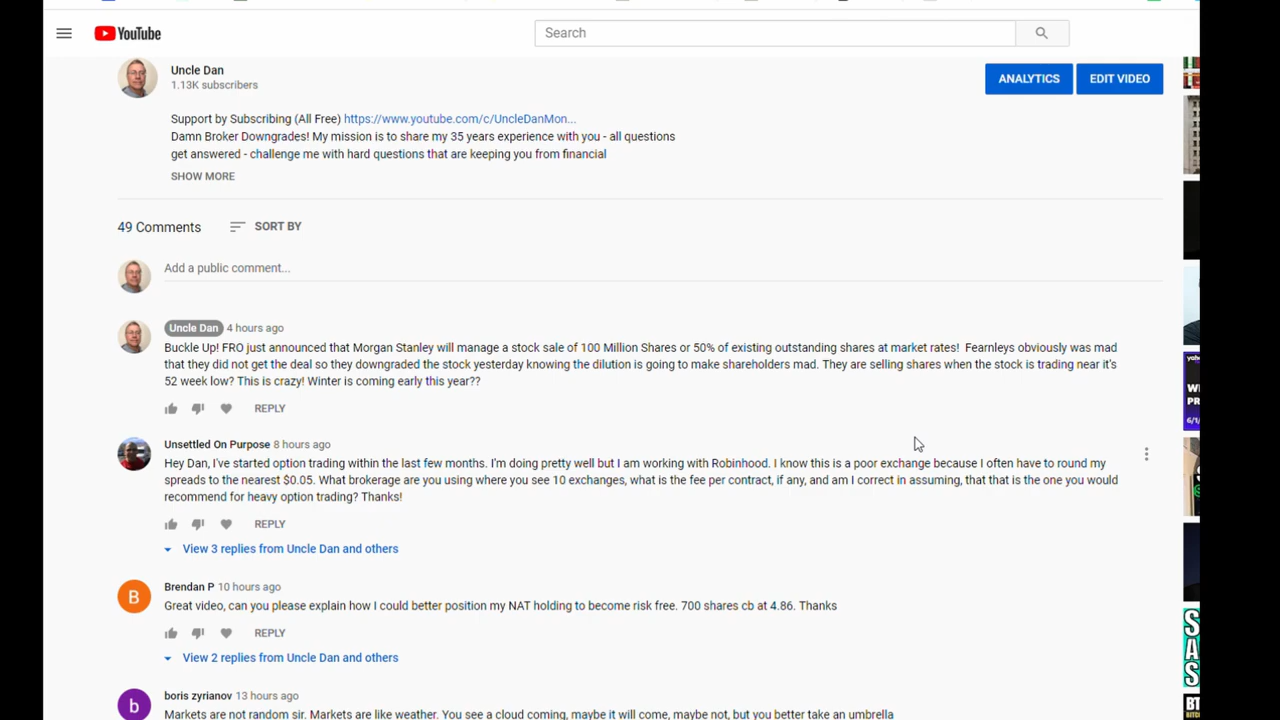 YouTube
Search
Uncle Dan
1.13K subscribers
ANALYTICS
EDIT VIDEO
Support by Subscribing (All Free) https://www.youtube.com/c/UncleDanMon...
Damn Broker Downgrades! My mission is to share my 35 years experience with you - all questions
get answered - challenge me with hard questions that are keeping you from financial
SHOW MORE
49 Comments
SORT BY
Add a public comment...
Uncle Dan 4 hours ago
Buckle Up! FRO just announced that Morgan Stanley will manage a stock sale of 100 Million Shares or 50% of existing outstanding shares at market rates! Fearnleys obviously was mad
that they did not get the deal so they downgraded the stock yesterday knowing the dilution is going to make shareholders mad. They are selling shares when the stock is trading near it's
52 week low? This is crazy! Winter is coming early this year??
REPLY
Unsettled On Purpose 8 hours ago
Hey Dan, I've started option trading within the last few months. I'm doing pretty well but I am working with Robinhood. I know this is a poor exchange because I often have to round my
spreads to the nearest $0.05. What brokerage are you using where you see 10 exchanges, what is the fee per contract, if any, and am I correct in assuming, that that is the one you would
recommend for heavy option trading? Thanks!
REPLY
View 3 replies from Uncle Dan and others
B
Brendan P 10 hours ago
Great video, can you please explain how I could better position my NAT holding to become risk free. 700 shares cb at 4.86. Thanks
REPLY
View 2 replies from Uncle Dan and others
b
boris zyrianov 13 hours ago
Markets are not random sir. Markets are like weather. You see a cloud coming, maybe it will come, maybe not, but you better take an umbrella
S
A
S